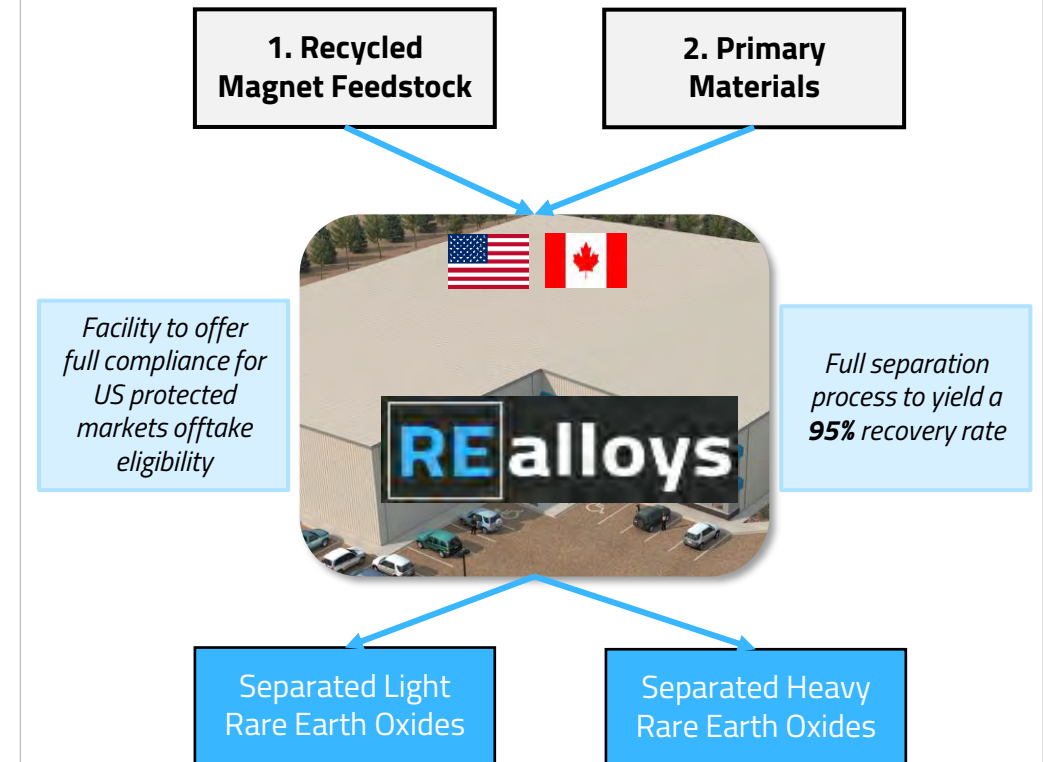 1. Recycled
Magnet Feedstock
2. Primary
Materials
Facility to offer
full compliance for
US protected
markets offtake
eligibility
REalloys
Full separation
process to yield a
95% recovery rate
Separated Light
Rare Earth Oxides
Separated Heavy
Rare Earth Oxides